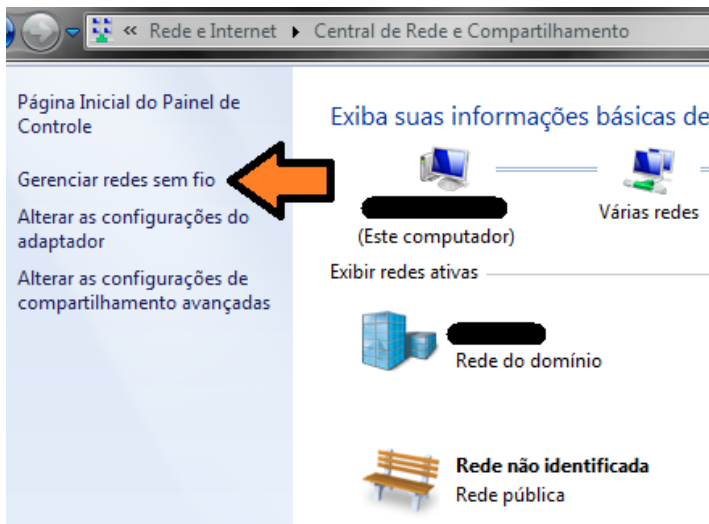 « Rede e Internet ▸ Central de Rede e Compartilhamento
Página Inicial do Painel de
Controle
Gerenciar redes sem fio
Alterar as configurações do
adaptador
Alterar as configurações de
compartilhamento avançadas
Exiba suas informações básicas de
(Este computador)
Várias redes
Exibir redes ativas
Rede do domínio
Rede não identificada
Rede pública